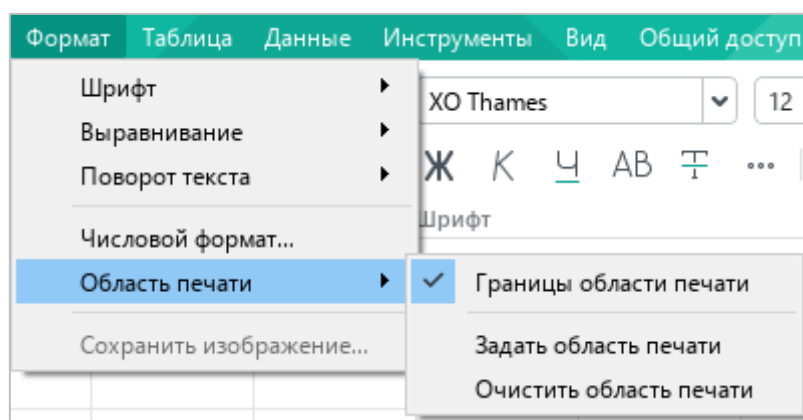 Формат Таблица Данные Инструменты Вид Общий доступ
Шрифт
XO Thames 12
Выравнивание
Ж К Ч АВ Т
Поворот текста
Шрифт
Числовой формат...
Область печати
Границы области печати
Сохранить изображение...
Задать область печати
Очистить область печати